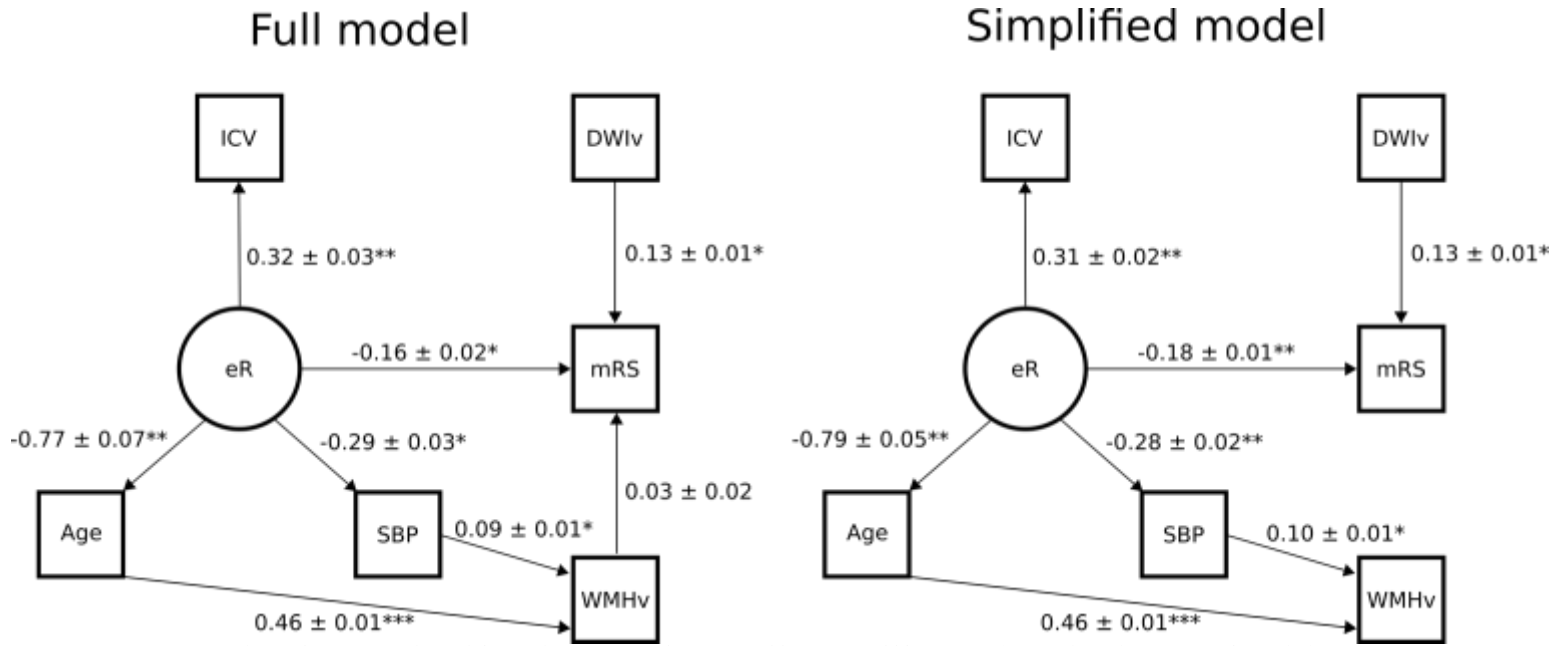 Full model
ICV
DWIv
0.32 ± 0.03**
0.13 ± 0.01*
eR
-0.16 ± 0.02*
mRS
-0.77 ± 0.07**
-0.29 ± 0.03*
0.03 ± 0.02
Age
SBP
0.09 ± 0.01*
WMHv
0.46 ± 0.01***
Simplified model
ICV
DWIv
0.31 ± 0.02**
0.13 ± 0.01*
eR
-0.18 ± 0.01**
mRS
-0.79 ± 0.05**
-0.28 ± 0.02**
Age
SBP
0.10 ± 0.01*
WMHv
0.46 ± 0.01***